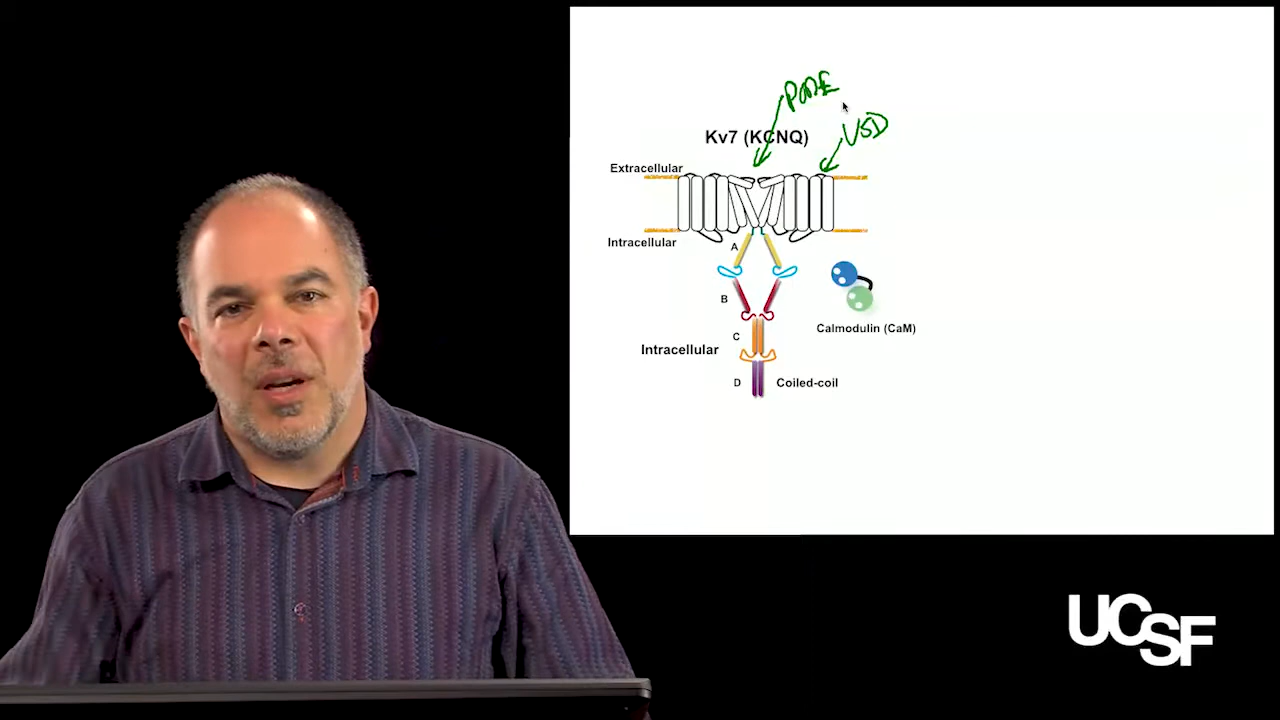 PORE
VSD
Kv7 (KCNQ)
Extracellular
Intracellular
A
B
Calmodulin (CaM)
C
Intracellular
D
Coiled-coil
UCSF